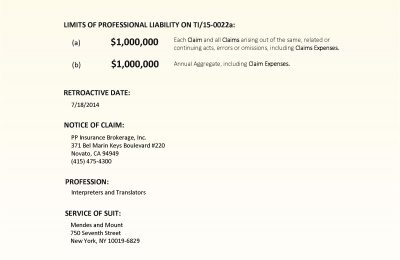 LIMITS OF PROFESSIONAL LIABILITY ON TI/15-0022a:
(a) $1,000,000 Each Claim and all Claims arising out of the same, related or
continuing acts, errors or omissions, including Claims Expenses.
(b) $1,000,000 Annual Aggregate, including Claim Expenses.
RETROACTIVE DATE:
7/18/2014
NOTICE OF CLAIM:
PP Insurance Brokerage, Inc.
371 Bel Marin Keys Boulevard #220
Novato, CA 94949
(415) 475-4300
PROFESSION:
Interpreters and Translators
SERVICE OF SUIT:
Mendes and Mount
750 Seventh Street
New York, NY 10019-6829